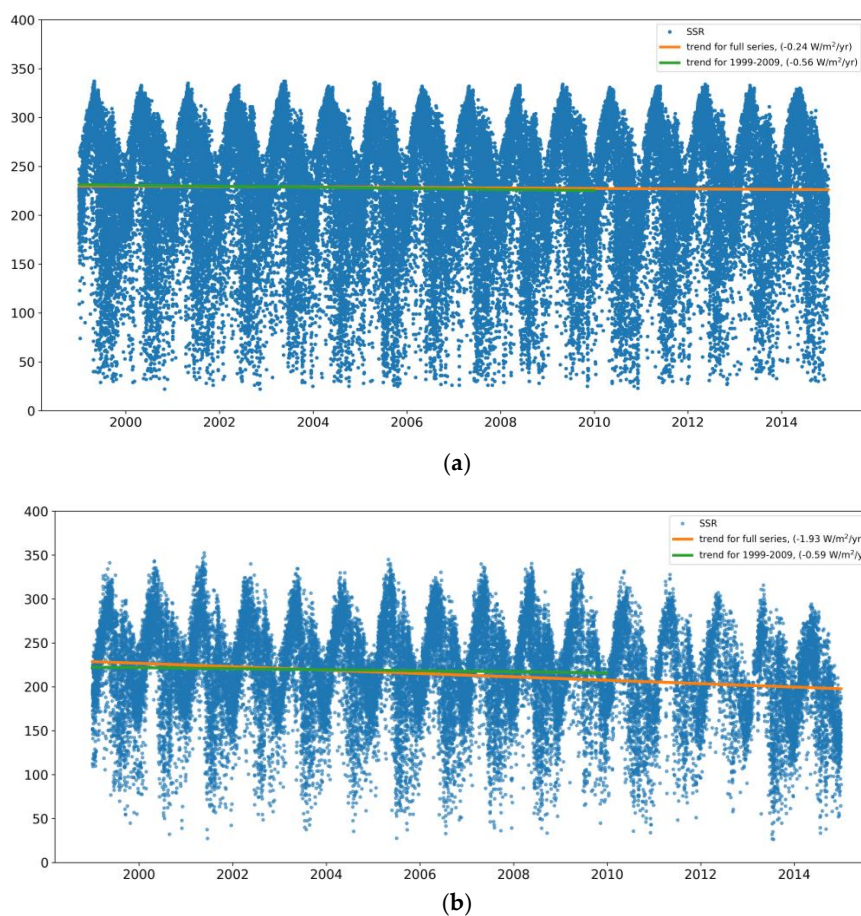 400
350
300
250
200
150
100
50
0
SSR
trend for full series, (-0.24 W/m²/yr)
trend for 1999-2009, (-0.56 W/m²/yr)
2000 2002 2004 2006 2008 2010 2012 2014
(a)
400
350
300
250
200
150
100
50
0
SSR
trend for full series, (-1.93 W/m²/yr
trend for 1999-2009, (-0.59 W/m²/y
2000 2002 2004 2006 2008 2010 2012 2014
(b)